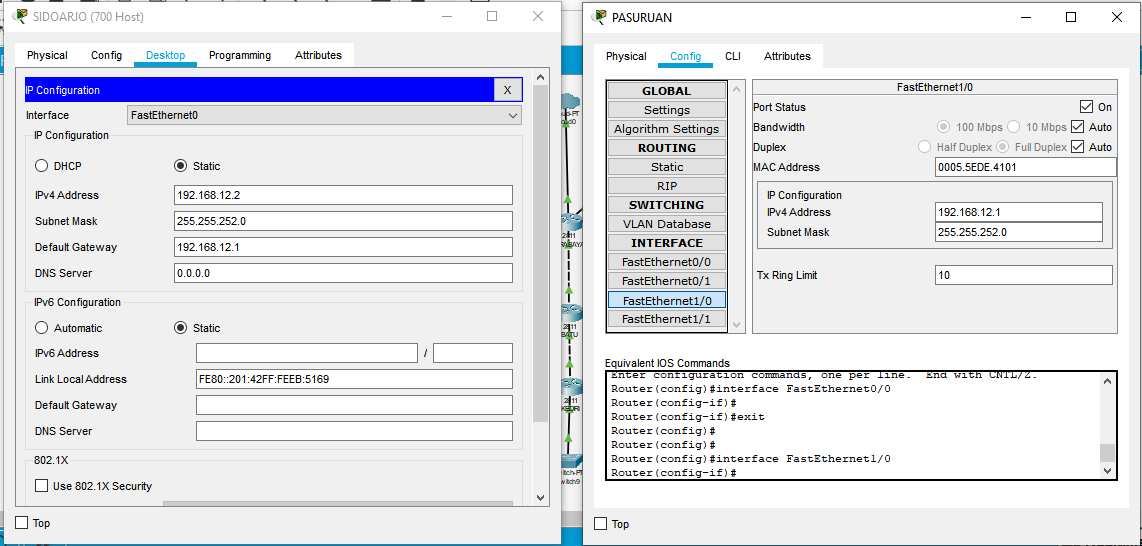 SIDOARJO (700 Host)
Physical Config Desktop Programming Attributes
IP Configuration X
Interface FastEthernet0
IP Configuration
DHCP Static
IPv4 Address 192.168.12.2
Subnet Mask 255.255.252.0
Default Gateway 192.168.12.1
DNS Server 0.0.0.0
IPv6 Configuration
Automatic Static
IPv6 Address /
Link Local Address FE80::201:42FF:FEEB:5169
Default Gateway
DNS Server
802.1X
Use 802.1X Security
Top
2811
2811
BATU
2811
PASURUAN
Physical Config CLI Attributes
GLOBAL
Settings
Algorithm Settings
ROUTING
Static
RIP
SWITCHING
VLAN Database
INTERFACE
FastEthernet0/0
FastEthernet0/1
FastEthernet1/0
FastEthernet1/1
FastEthernet1/0
Port Status On
Bandwidth 100 Mbps 10 Mbps Auto
Duplex Half Duplex Full Duplex Auto
MAC Address 0005.5EDE.4101
IP Configuration
IPv4 Address 192.168.12.1
Subnet Mask 255.255.252.0
Tx Ring Limit 10
Equivalent IOS Commands
Enter configuration commands, one per line. End with CNTL/Z.
Router(config)#interface FastEthernet0/0
Router(config-if)#
Router(config-if)#exit
Router(config)#
Router(config)#
Router(config)#interface FastEthernet1/0
Router(config-if)#
Top